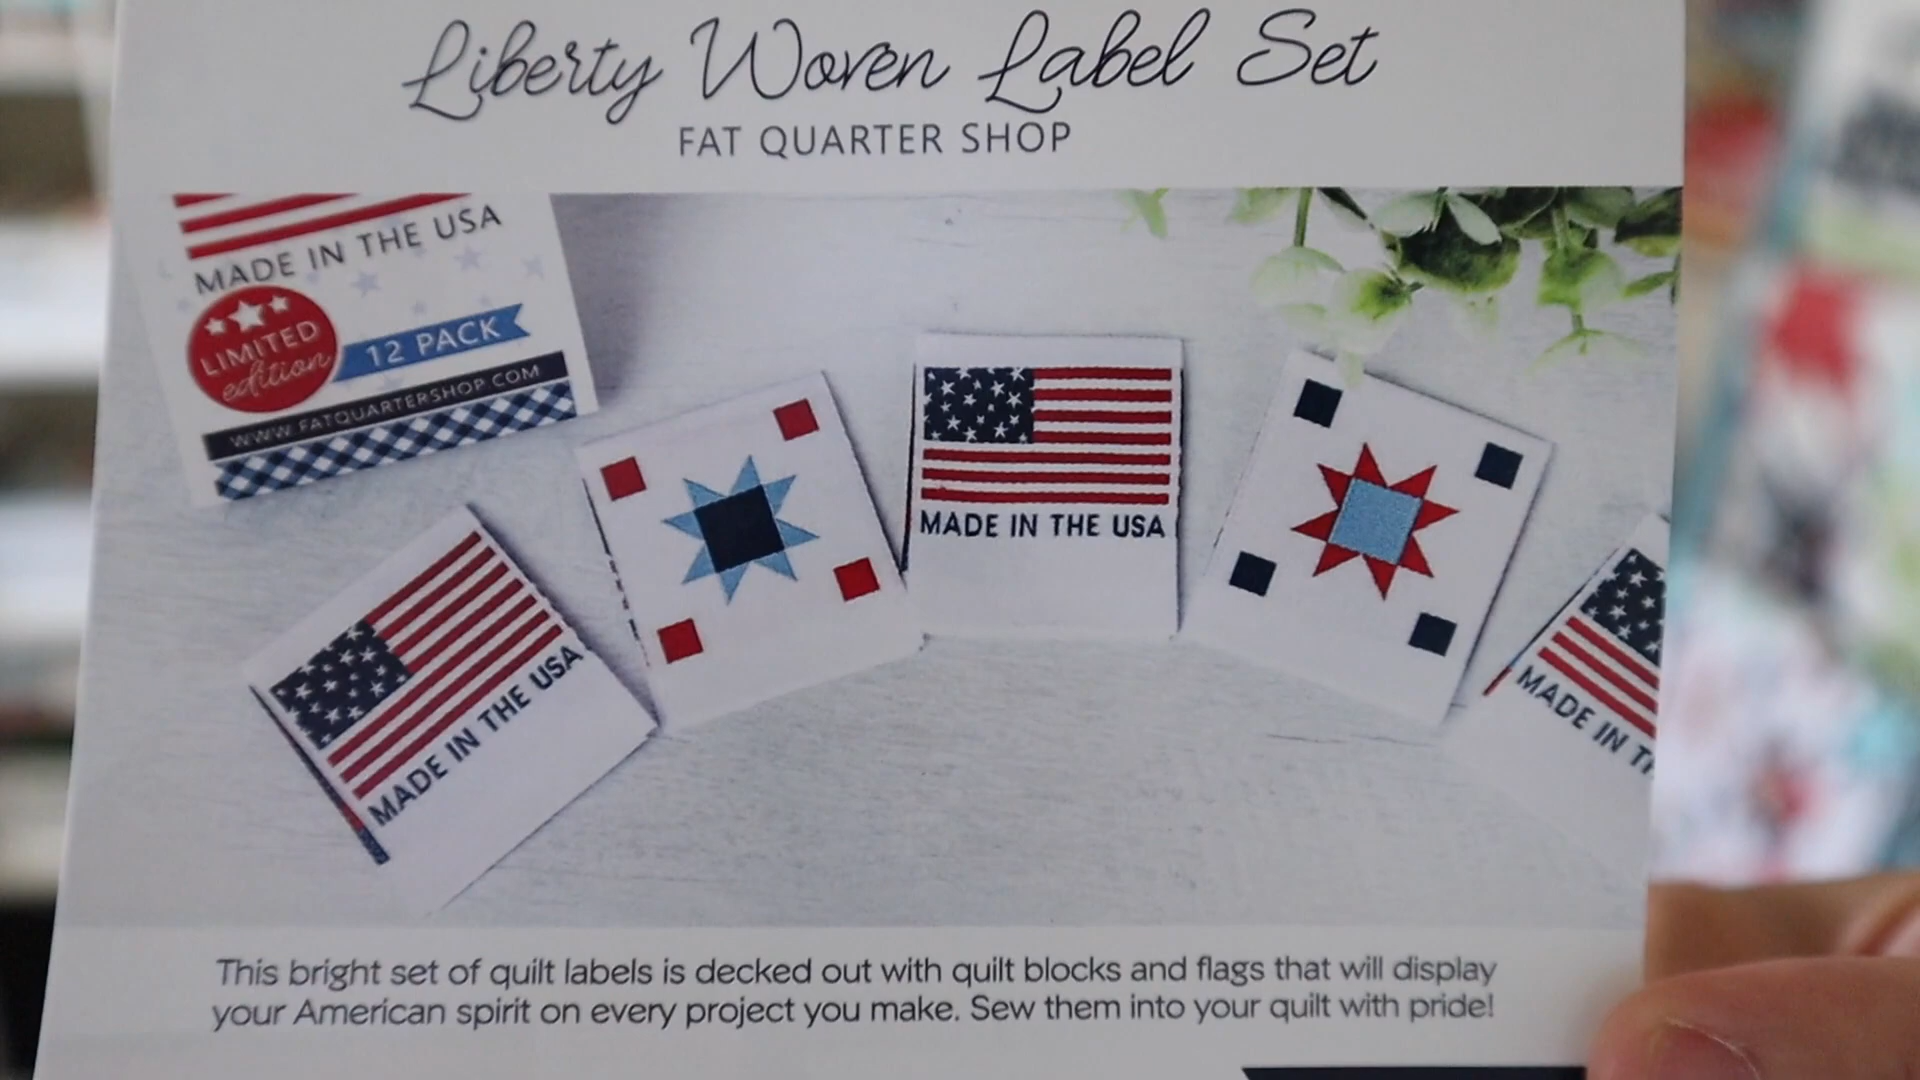 Liberty Woven Label Set
FAT QUARTER SHOP
MADE IN THE USA
LIMITED
edition
12 PACK
WWW.FATQUARTERSHOP.COM
MADE IN THE USA
MADE IN THE USA
MADE IN TH
This bright set of quilt labels is decked out with quilt blocks and flags that will display
your American spirit on every project you make. Sew them into your quilt with pride!